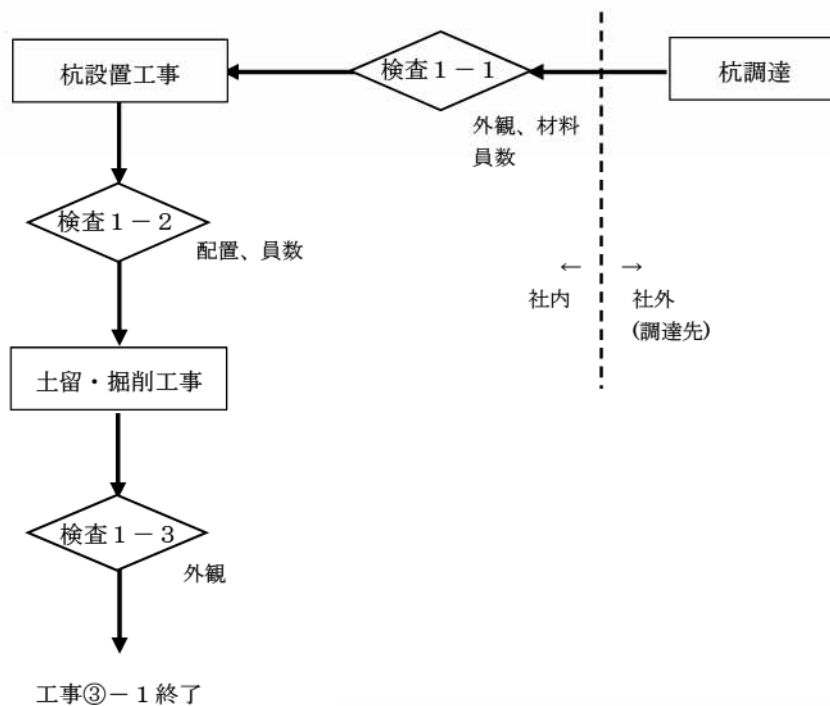 杭設置工事
検査1-1
杭調達
外観、材料
員数
検査1-2
配置、員数
← →
社内 社外
(調達先)
土留・掘削工事
検査1-3
外観
工事③-1終了